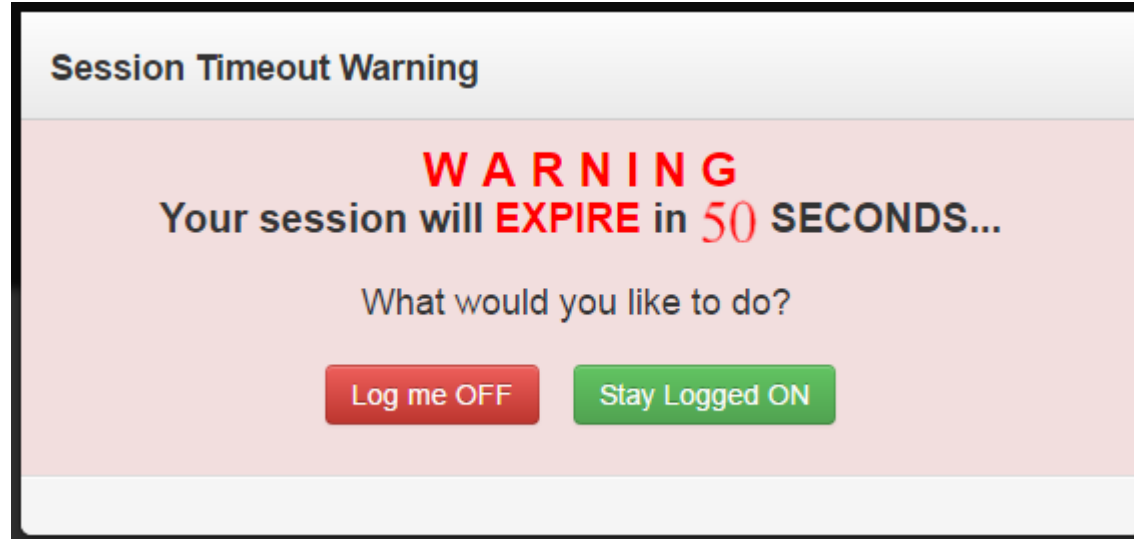 Session Timeout Warning
W A R N I N G
Your session will EXPIRE in 50 SECONDS...
What would you like to do?
Log me OFF
Stay Logged ON